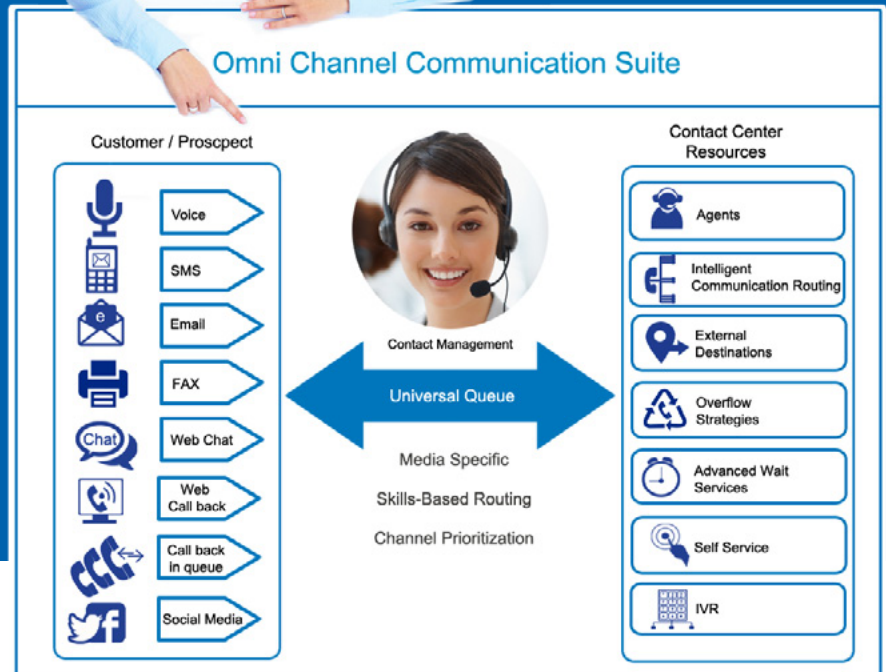 Omni Channel Communication Suite
Customer / Proscpect
Voice
SMS
e
Email
FAX
Chat
Web Chat
Web
Call back
Call back
in queue
Social Media
Contact Management
Universal Queue
Media Specific
Skills-Based Routing
Channel Prioritization
Contact Center
Resources
Agents
Intelligent
Communication Routing
External
Destinations
Overflow
Strategies
Advanced Wait
Services
Self Service
IVR